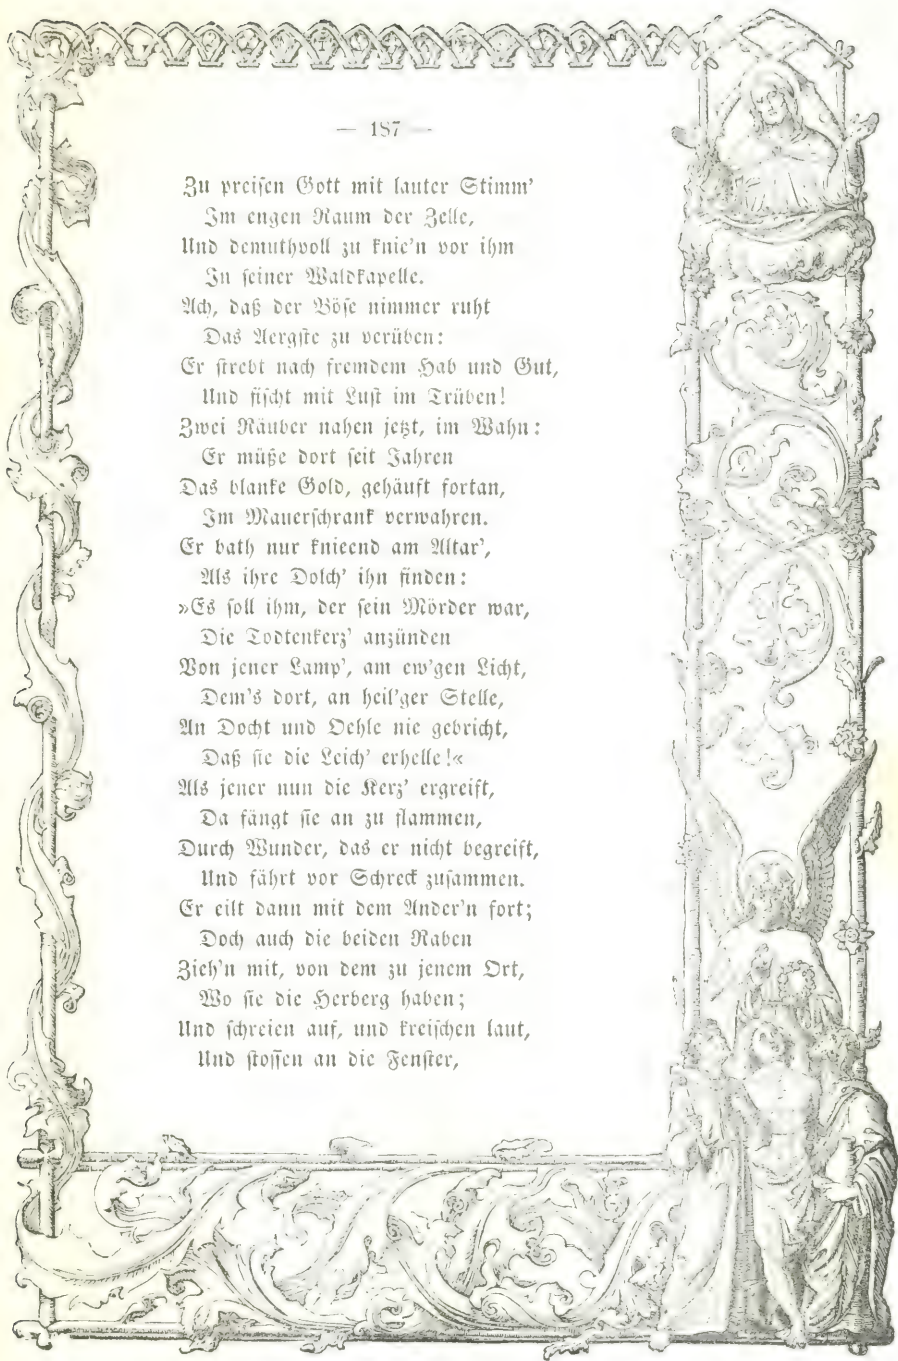 — 187 —
Zu preisen Gott mit lauter Stimm'
Im engen Raum der Zelle,
Und demuthvoll zu knie'n vor ihm
In seiner Waldkapelle.
Ach, daß der Böse nimmer ruht
Das Aergste zu verüben:
Er strebt nach fremdem Hab und Gut,
Und fischt mit Lust im Trüben!
Zwei Räuber nahen jetzt, im Wahn:
Er müße dort seit Jahren
Das blanke Gold, gehäuft fortan,
Im Mauerschrank verwahren.
Er bath nur knieend am Altar',
Als ihre Dolch' ihn finden:
»Es soll ihm, der sein Mörder war,
Die Todtenkerz' anzünden
Von jener Lamp', am ew'gen Licht,
Dem's dort, an heil'ger Stelle,
An Docht und Oehle nie gebricht,
Daß sie die Leich' erhelle!«
Als jener nun die Kerz' ergreift,
Da fängt sie an zu flammen,
Durch Wunder, das er nicht begreift,
Und fährt vor Schreck zusammen.
Er eilt dann mit dem Ander'n fort;
Doch auch die beiden Raben
Zieh'n mit, von dem zu jenem Ort,
Wo sie die Herberg haben;
Und schreien auf, und kreischen laut,
Und stossen an die Fenster,